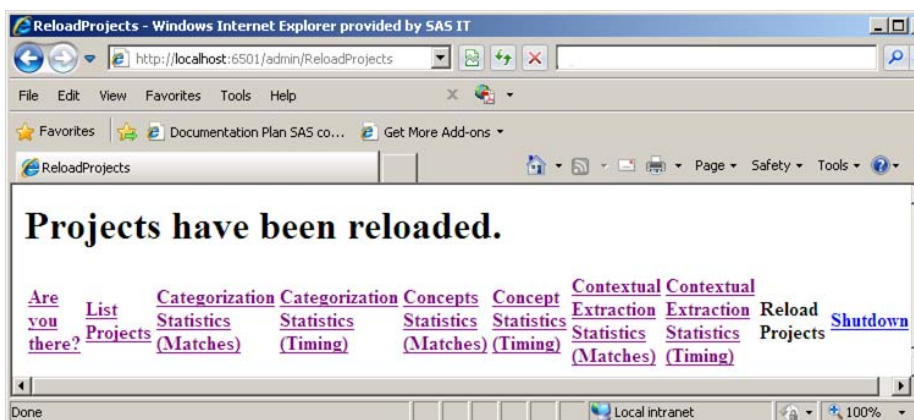 ReloadProjects - Windows Internet Explorer provided by SAS IT
http://localhost:6501/admin/ReloadProjects
File Edit View Favorites Tools Help
Favorites Documentation Plan SAS co... Get More Add-ons
ReloadProjects Page Safety Tools
Projects have been reloaded.
Are you there?
List Projects
Categorization Statistics (Matches)
Categorization Statistics (Timing)
Concepts Statistics (Matches)
Concept Statistics (Timing)
Contextual Extraction Statistics (Matches)
Contextual Extraction Statistics (Timing)
Reload Projects
Shutdown
Done Local intranet 100%